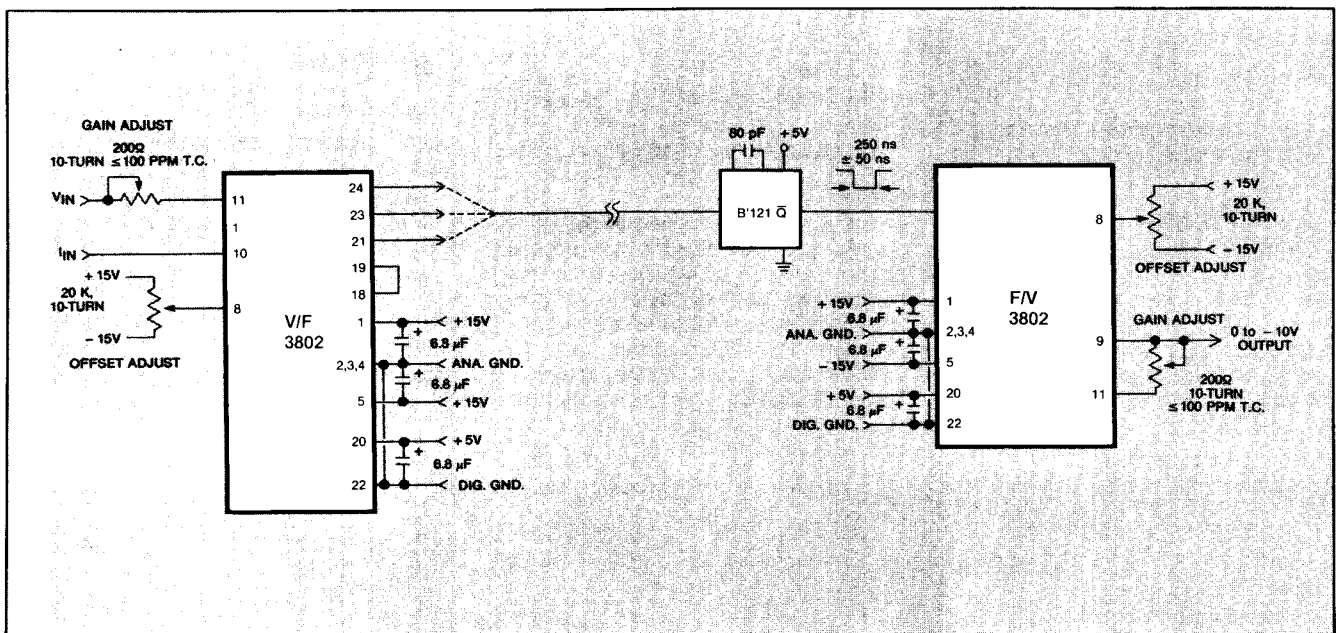 GAIN ADJUST
200Ω
10-TURN ≤ 100 PPM T.C.
VIN
11
1
IIN
10
+ 15V
20 K,
10-TURN
8
- 15V
OFFSET ADJUST
V/F
3802
24
23
21
19
18
1
+ 15V
6.8 µF
+
2,3,4
ANA. GND.
+
6.8 µF
5
+ 15V
20
+ 5V
+
6.8 µF
22
DIG. GND.
80 pF
+ 5V
B'121 Q̅
250 ns
± 50 ns
F/V
3802
+ 15V
1
6.8 µF
+
ANA. GND.
2,3,4
6.8 µF
+
- 15V
5
+ 5V
20
6.8 µF
+
DIG. GND.
22
8
+ 15V
20 K,
10-TURN
- 15V
OFFSET ADJUST
GAIN ADJUST
9
0 to - 10V
OUTPUT
11
200Ω
10-TURN
≤ 100 PPM T.C.